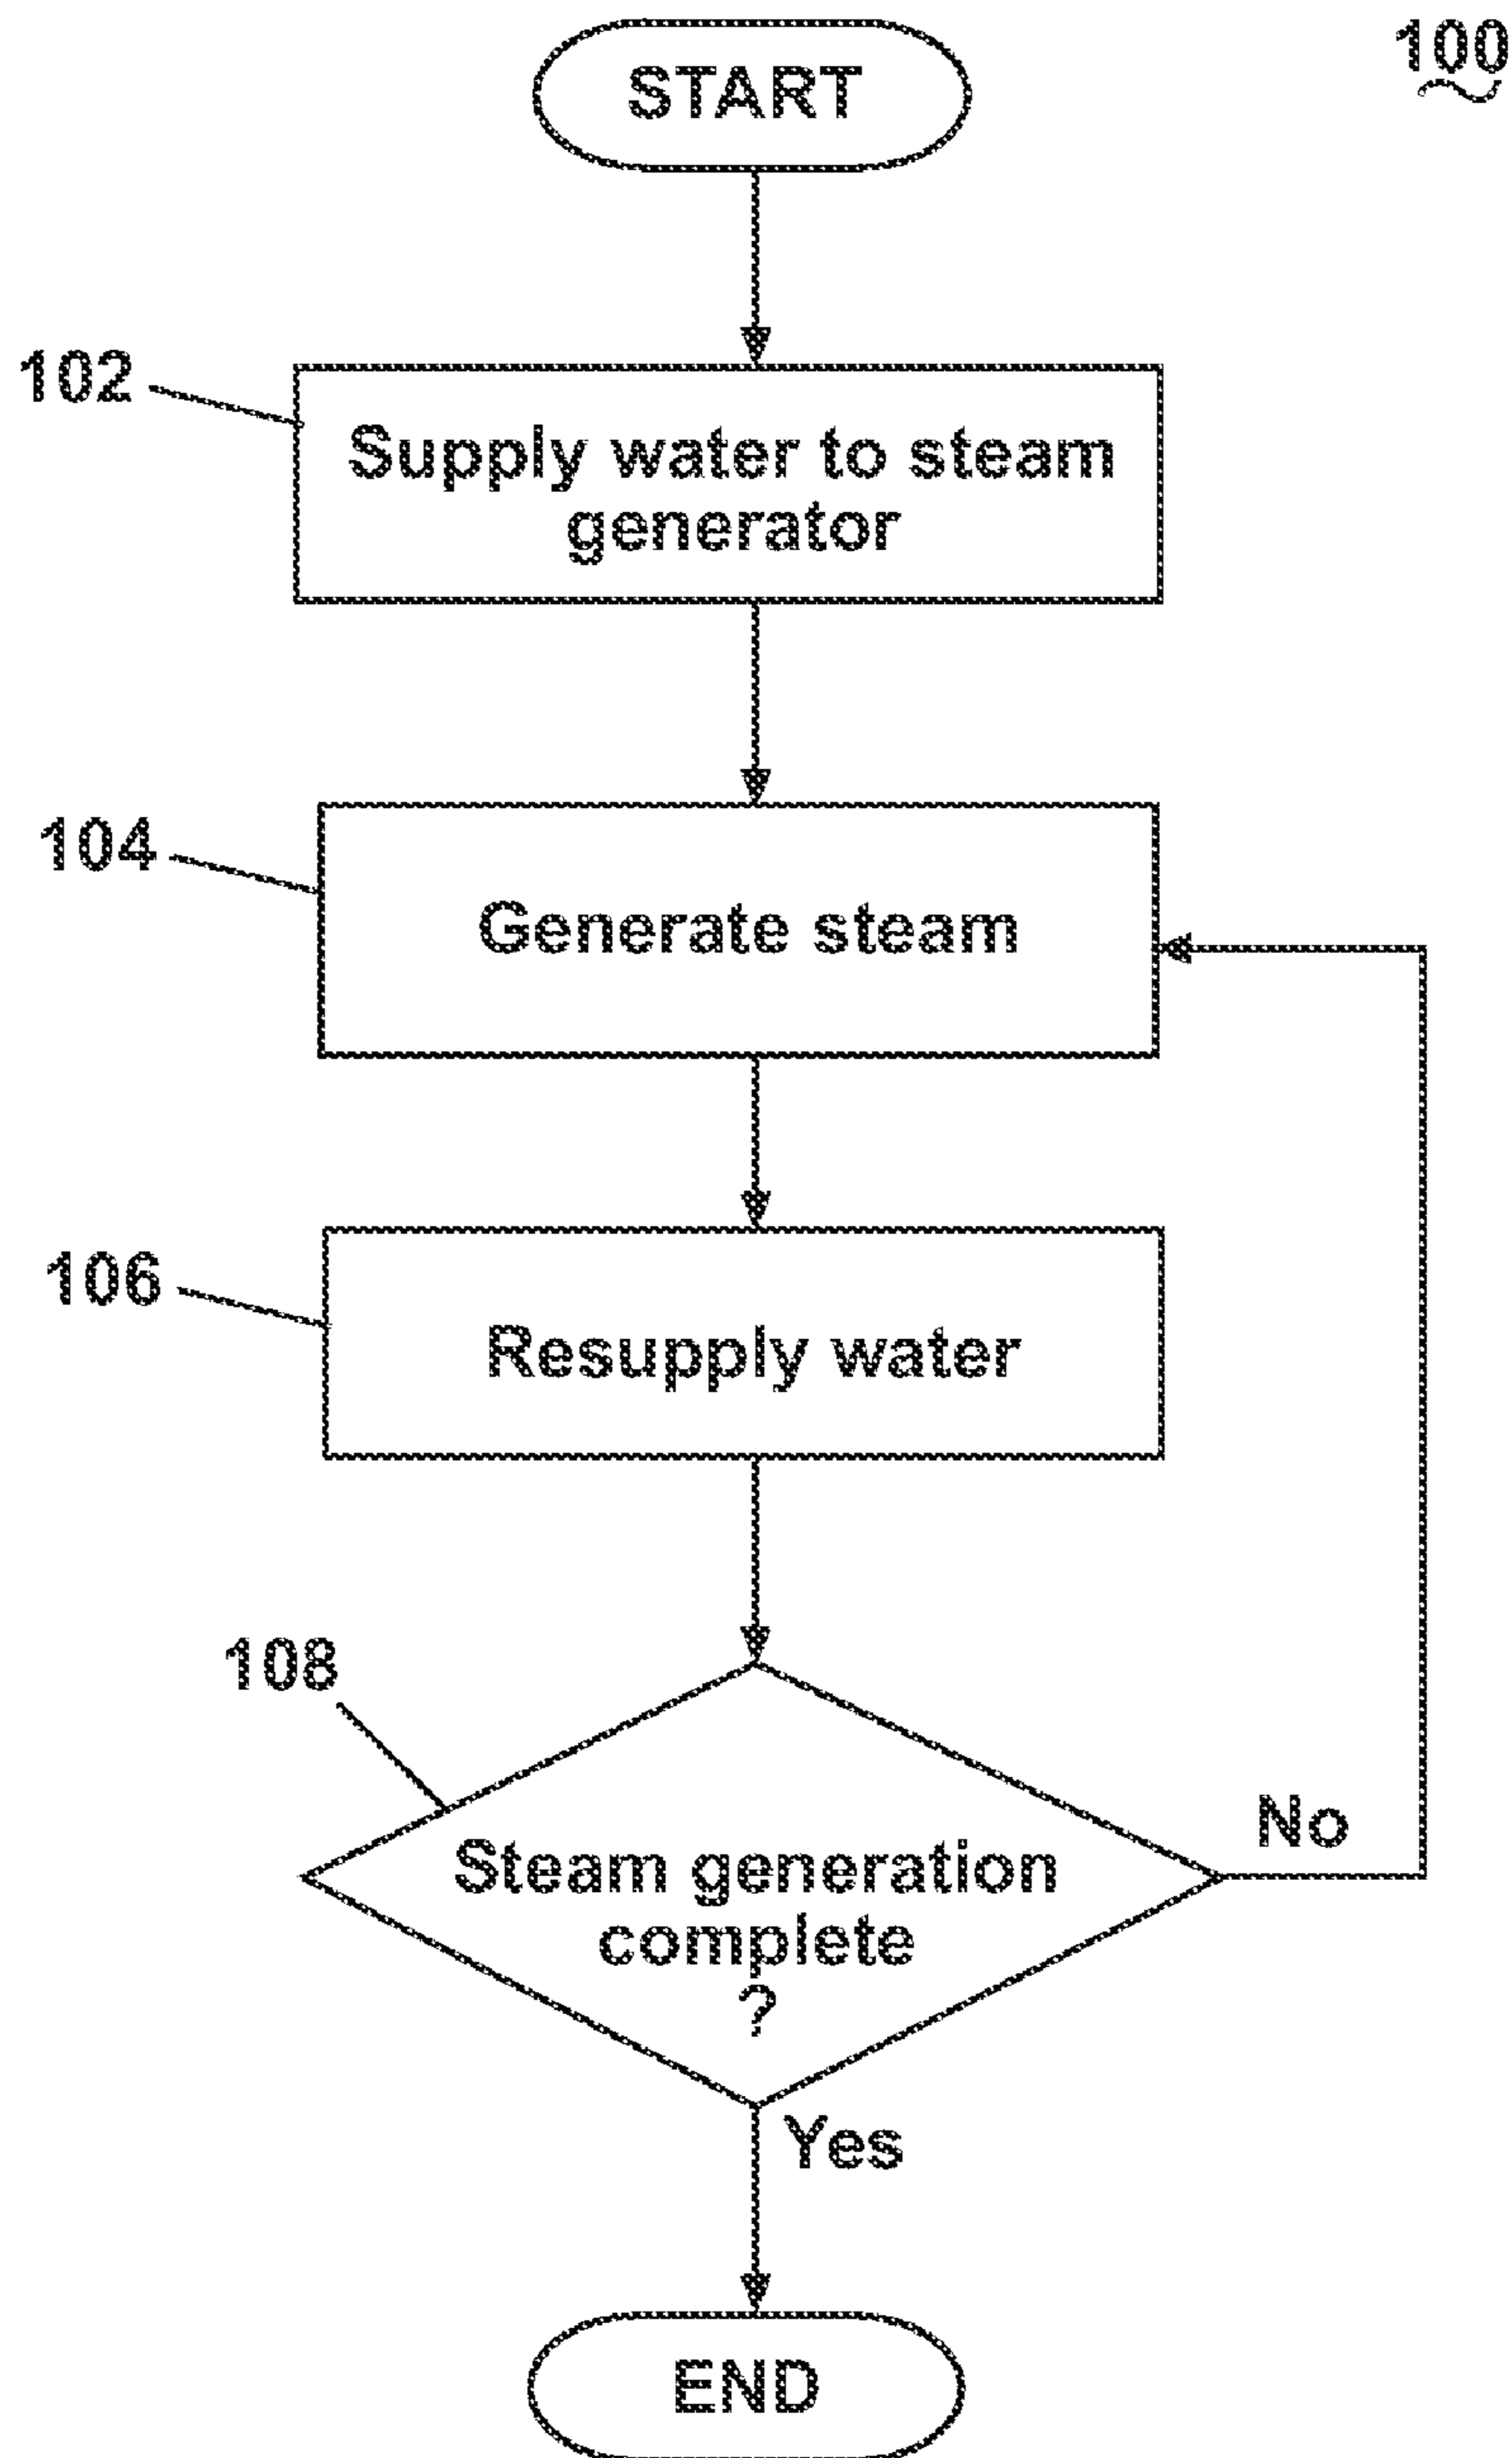 START
100
102
Supply water to steam
generator
104
Generate steam
106
Resupply water
108
Steam generation
complete
?
No
Yes
END